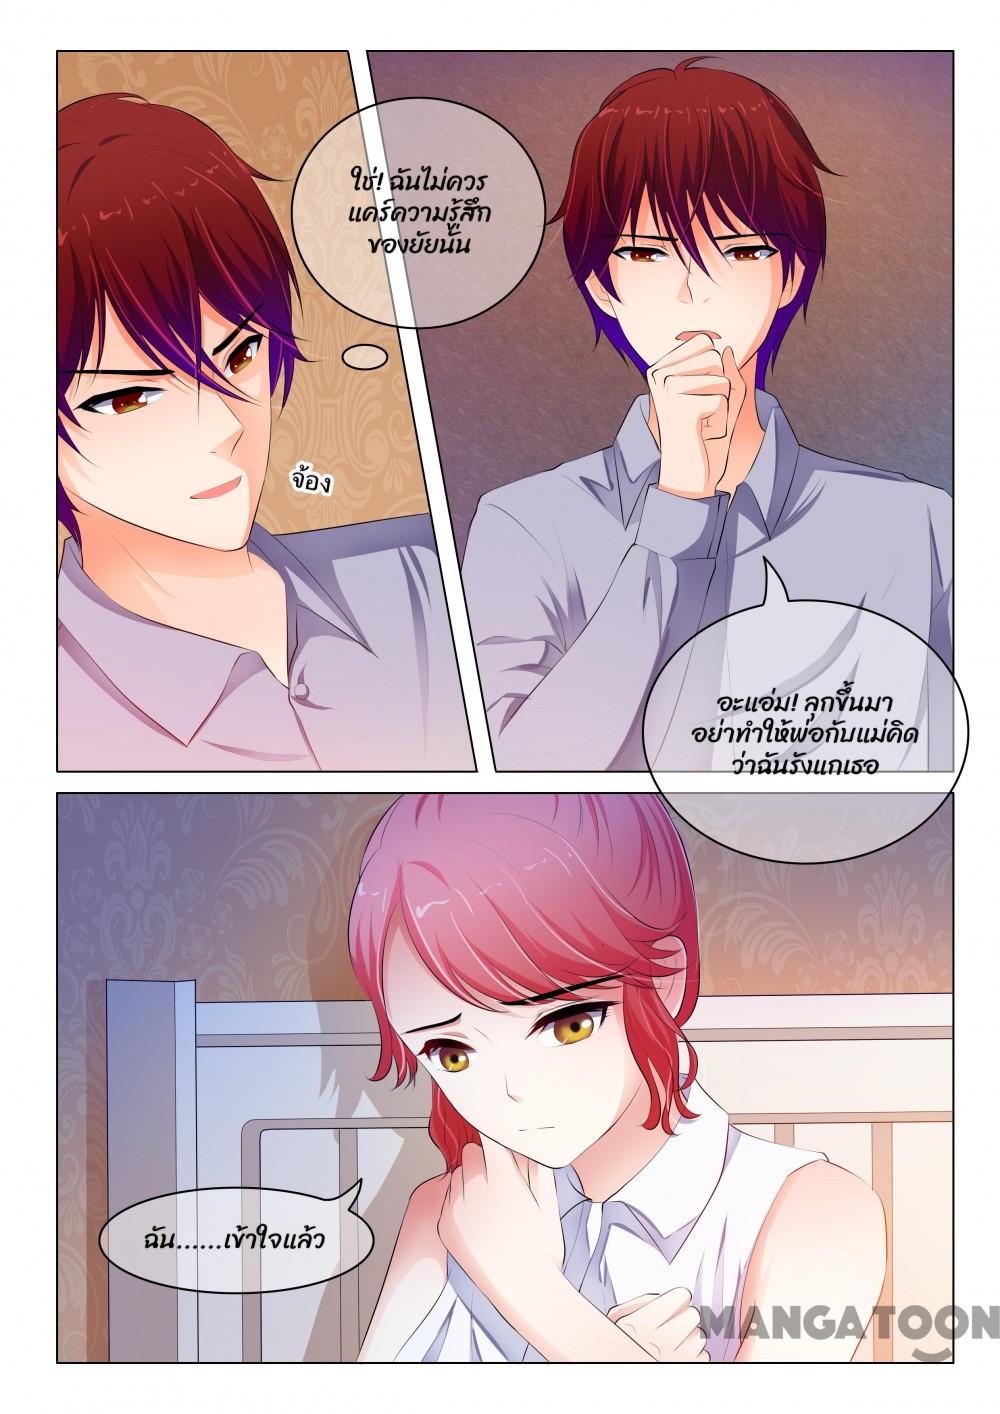 ใช่! ฉันไม่ควร
แคร์ความรู้สึก
ของยัยนั่น
จ้อง
อะแอ่ม! ลุกขึ้นมา
อย่าทำให้พ่อกับแม่คิด
ว่าฉันรังแกเธอ
ฉัน......เข้าใจแล้ว
MANGATOON